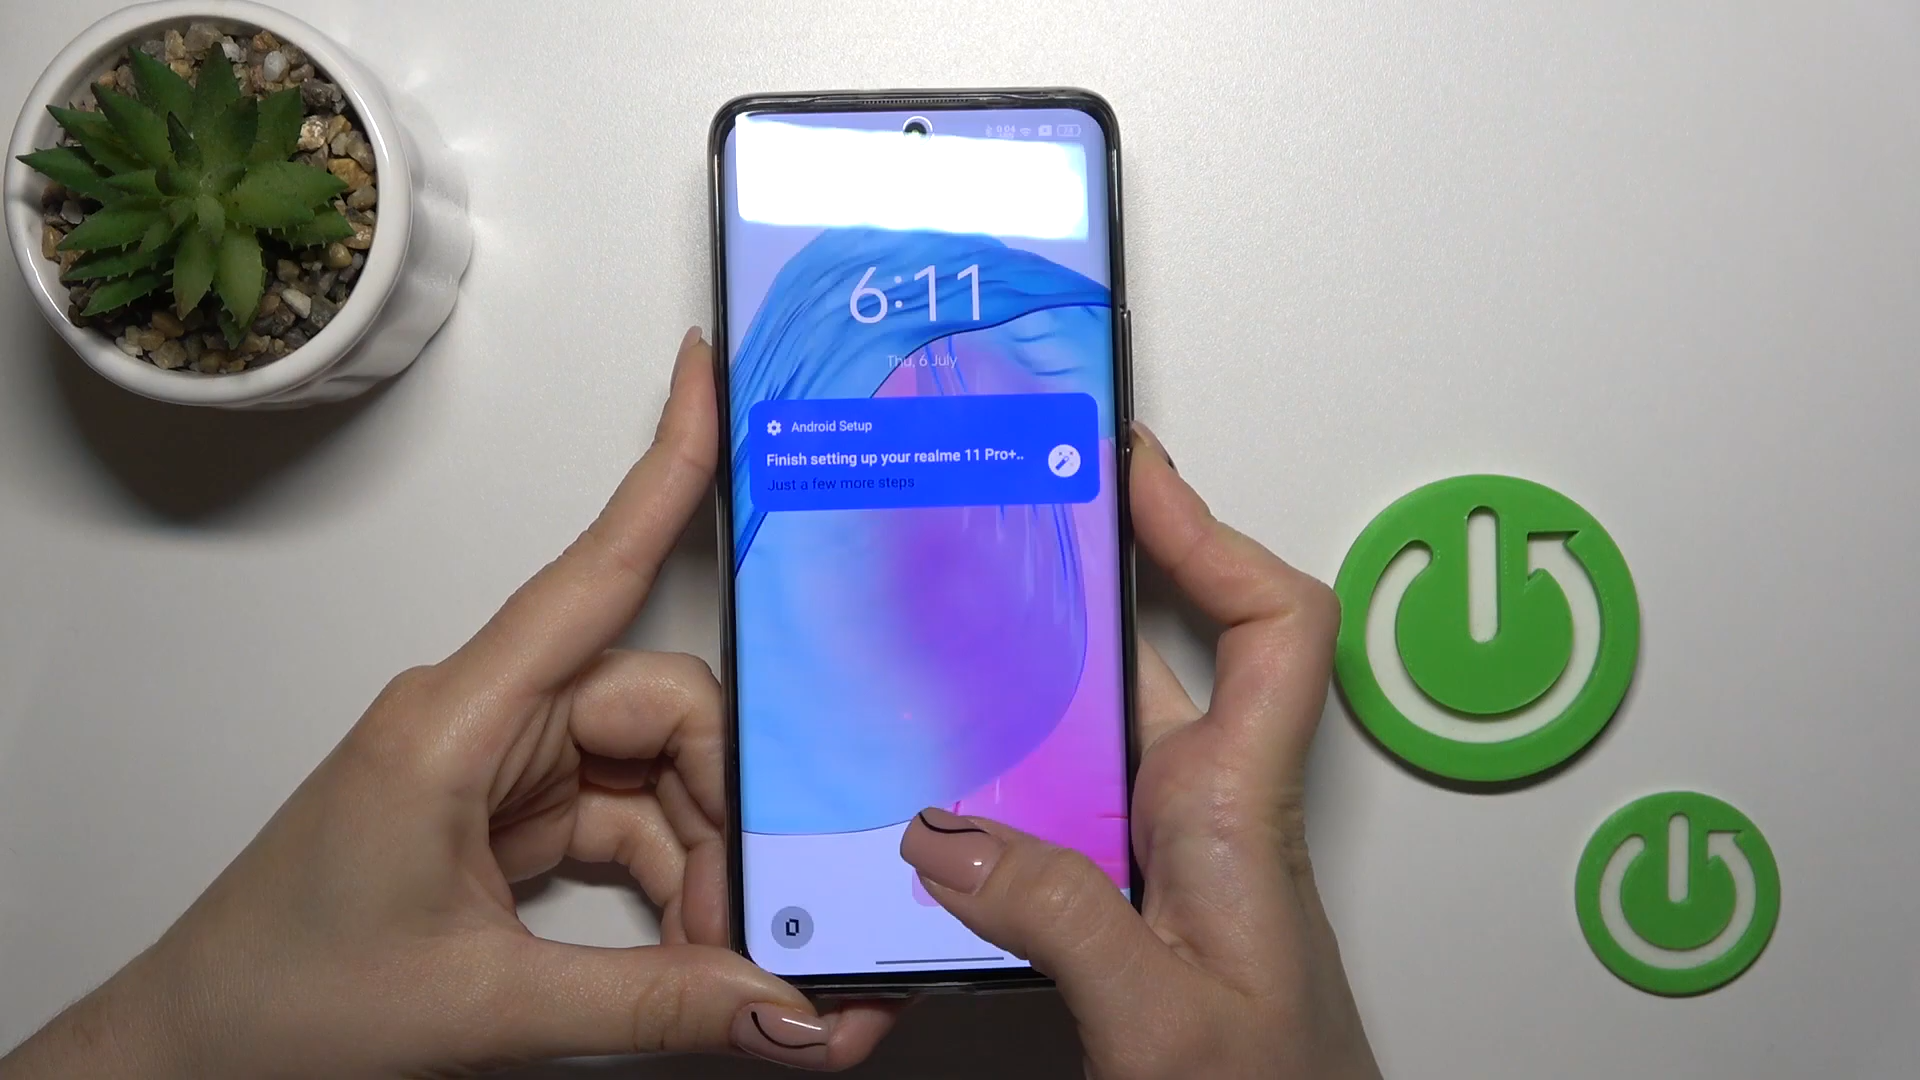 6:11
Thu, 6 July
Android Setup
Finish setting up your realme 11 Pro+..
Just a few more steps